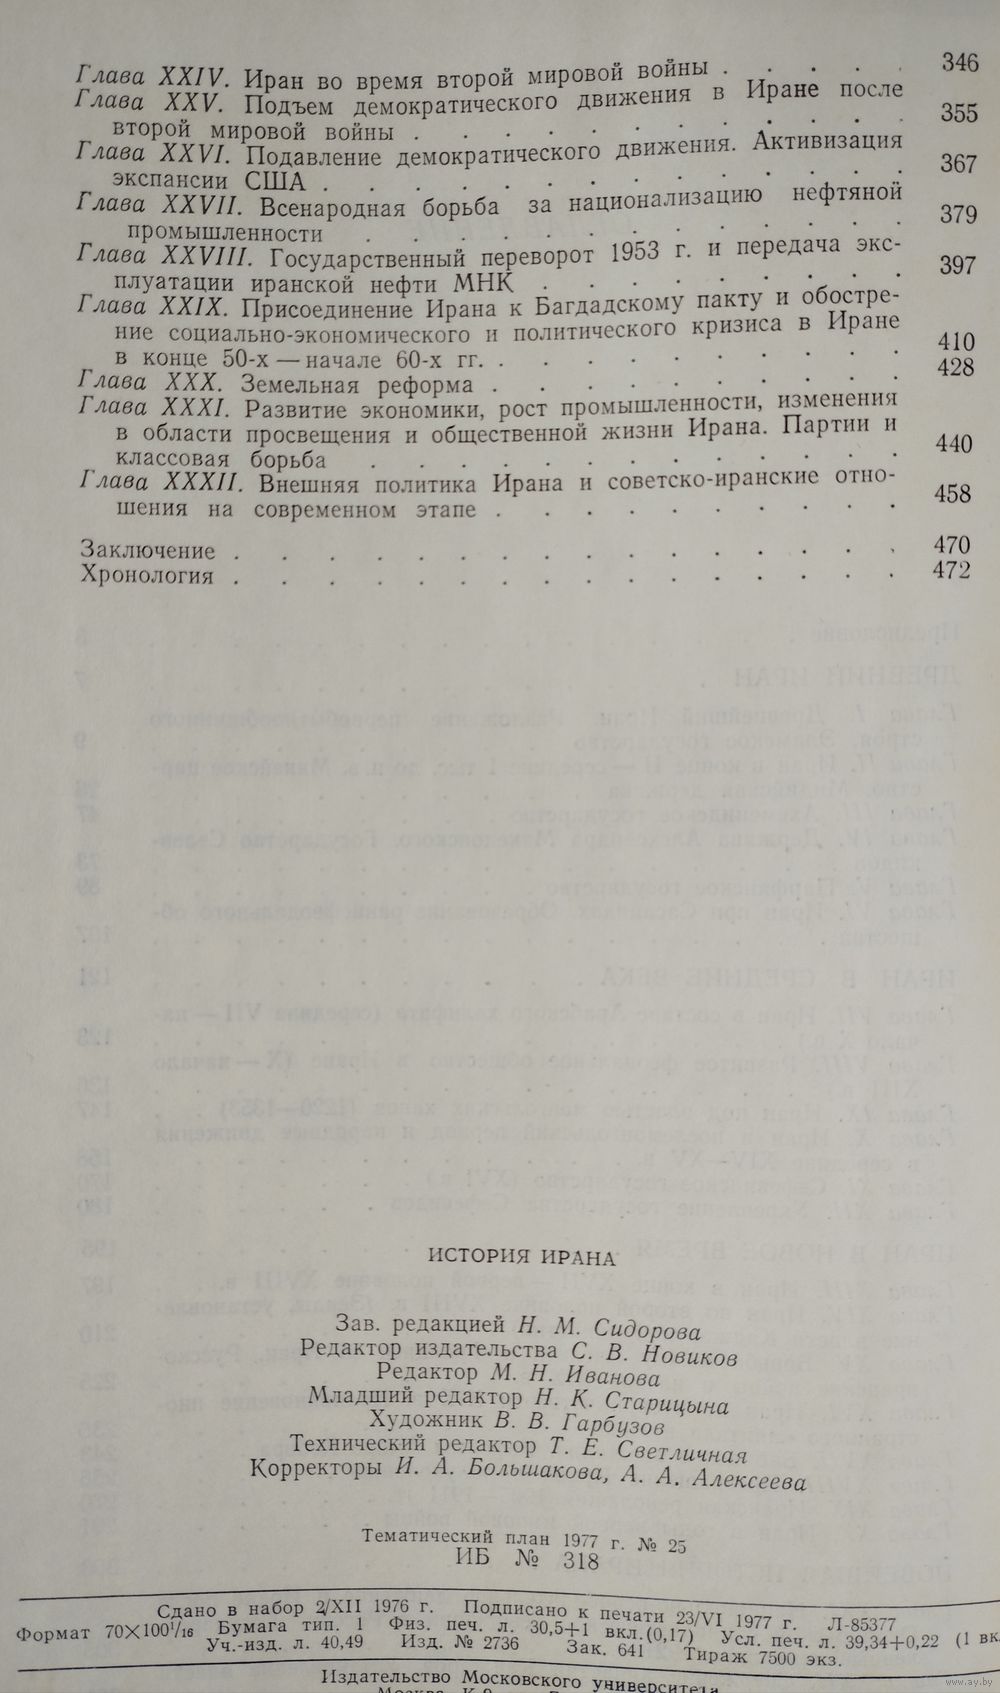 Глава XXIV. Иран во время второй мировой войны . . . . . 346
Глава XXV. Подъем демократического движения в Иране после
второй мировой войны . . . . . . . . . . . . 355
Глава XXVI. Подавление демократического движения. Активизация
экспансии США . . . . . . . . . . . . . . 367
Глава XXVII. Всенародная борьба за национализацию нефтяной
промышленности . . . . . . . . . . . . . 379
Глава XXVIII. Государственный переворот 1953 г. и передача экс-
плуатации иранской нефти МНК . . . . . . . . . 397
Глава XXIX. Присоединение Ирана к Багдадскому пакту и обостре-
ние социально-экономического и политического кризиса в Иране
в конце 50-х — начале 60-х гг. . . . . . . . . . . 410
Глава XXX. Земельная реформа . . . . . . . . . . 428
Глава XXXI. Развитие экономики, рост промышленности, изменения
в области просвещения и общественной жизни Ирана. Партии и
классовая борьба . . . . . . . . . . . . . 440
Глава XXXII. Внешняя политика Ирана и советско-иранские отно-
шения на современном этапе . . . . . . . . . . 458
Заключение . . . . . . . . . . . . . . . . 470
Хронология . . . . . . . . . . . . . . . . 472
ИСТОРИЯ ИРАНА
Зав. редакцией Н. М. Сидорова
Редактор издательства С. В. Новиков
Редактор М. Н. Иванова
Младший редактор Н. К. Старицына
Художник В. В. Гарбузов
Технический редактор Т. Е. Светличная
Корректоры И. А. Большакова, А. А. Алексеева
Тематический план 1977 г. № 25
ИБ № 318
Сдано в набор 2/XII 1976 г. Подписано к печати 23/VI 1977 г. Л-85377
Формат 70×100 1/16 Бумага тип. 1 Физ. печ. л. 30,5+1 вкл.(0,17) Усл. печ. л. 39,34+0,22 (1 вк
Уч.-изд. л. 40,49 Изд. № 2736 Зак. 641 Тираж 7500 экз.
Издательство Московского университета
www.ay.by